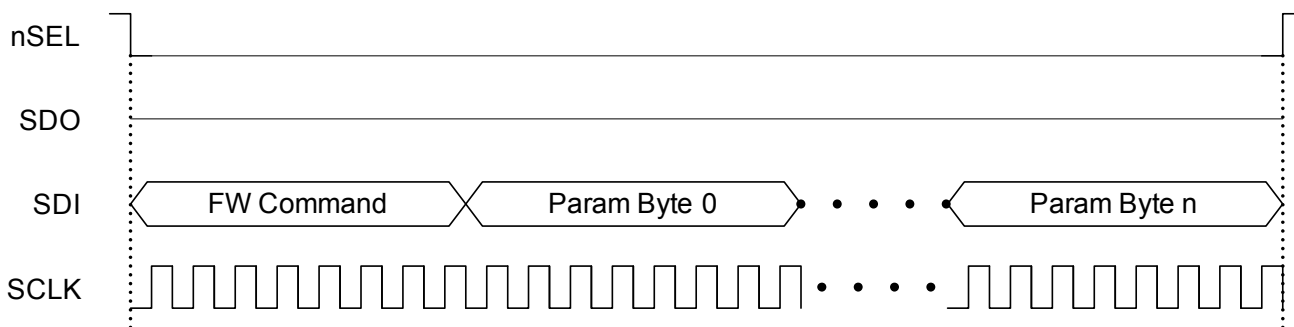 nSEL
SDO
SDI FW Command Param Byte 0 Param Byte n
SCLK